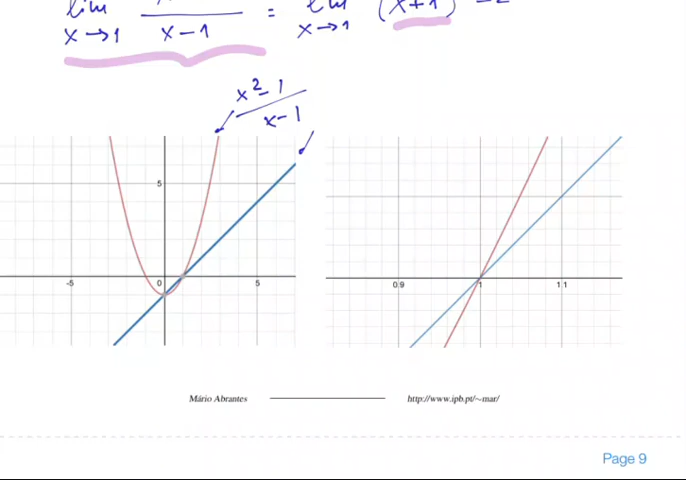 lim = lim (x+1) = 2
x→1 x-1 x→1
x²-1
x-1
5
-5 0 5
0.9 1 1.1
Mário Abrantes http://www.ipb.pt/~mar/
Page 9